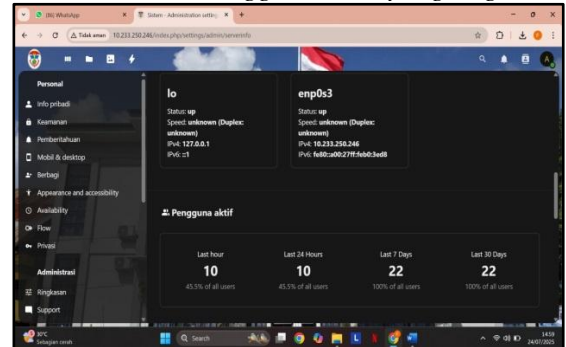 (36) WhatsApp
Sistem - Administration setting
Tidak aman
10.233.250.246/index.php/settings/admin/serverinfo
Personal
Info pribadi
Keamanan
Pemberitahuan
Mobil & desktop
Berbagi
Appearance and accessibility
Availability
Flow
Privasi
Administrasi
Ringkasan
Support
lo
Status: up
Speed: unknown (Duplex:
unknown)
IPv4: 127.0.0.1
IPv6: ::1
enp0s3
Status: up
Speed: unknown (Duplex:
unknown)
IPv4: 10.233.250.246
IPv6: fe80::a00:27ff:feb0:3ed8
Pengguna aktif
Last hour
10
45.5% of all users
Last 24 Hours
10
45.5% of all users
Last 7 Days
22
100% of all users
Last 30 Days
22
100% of all users
30°C
Sebagian cerah
Search
14.59
24/07/2025